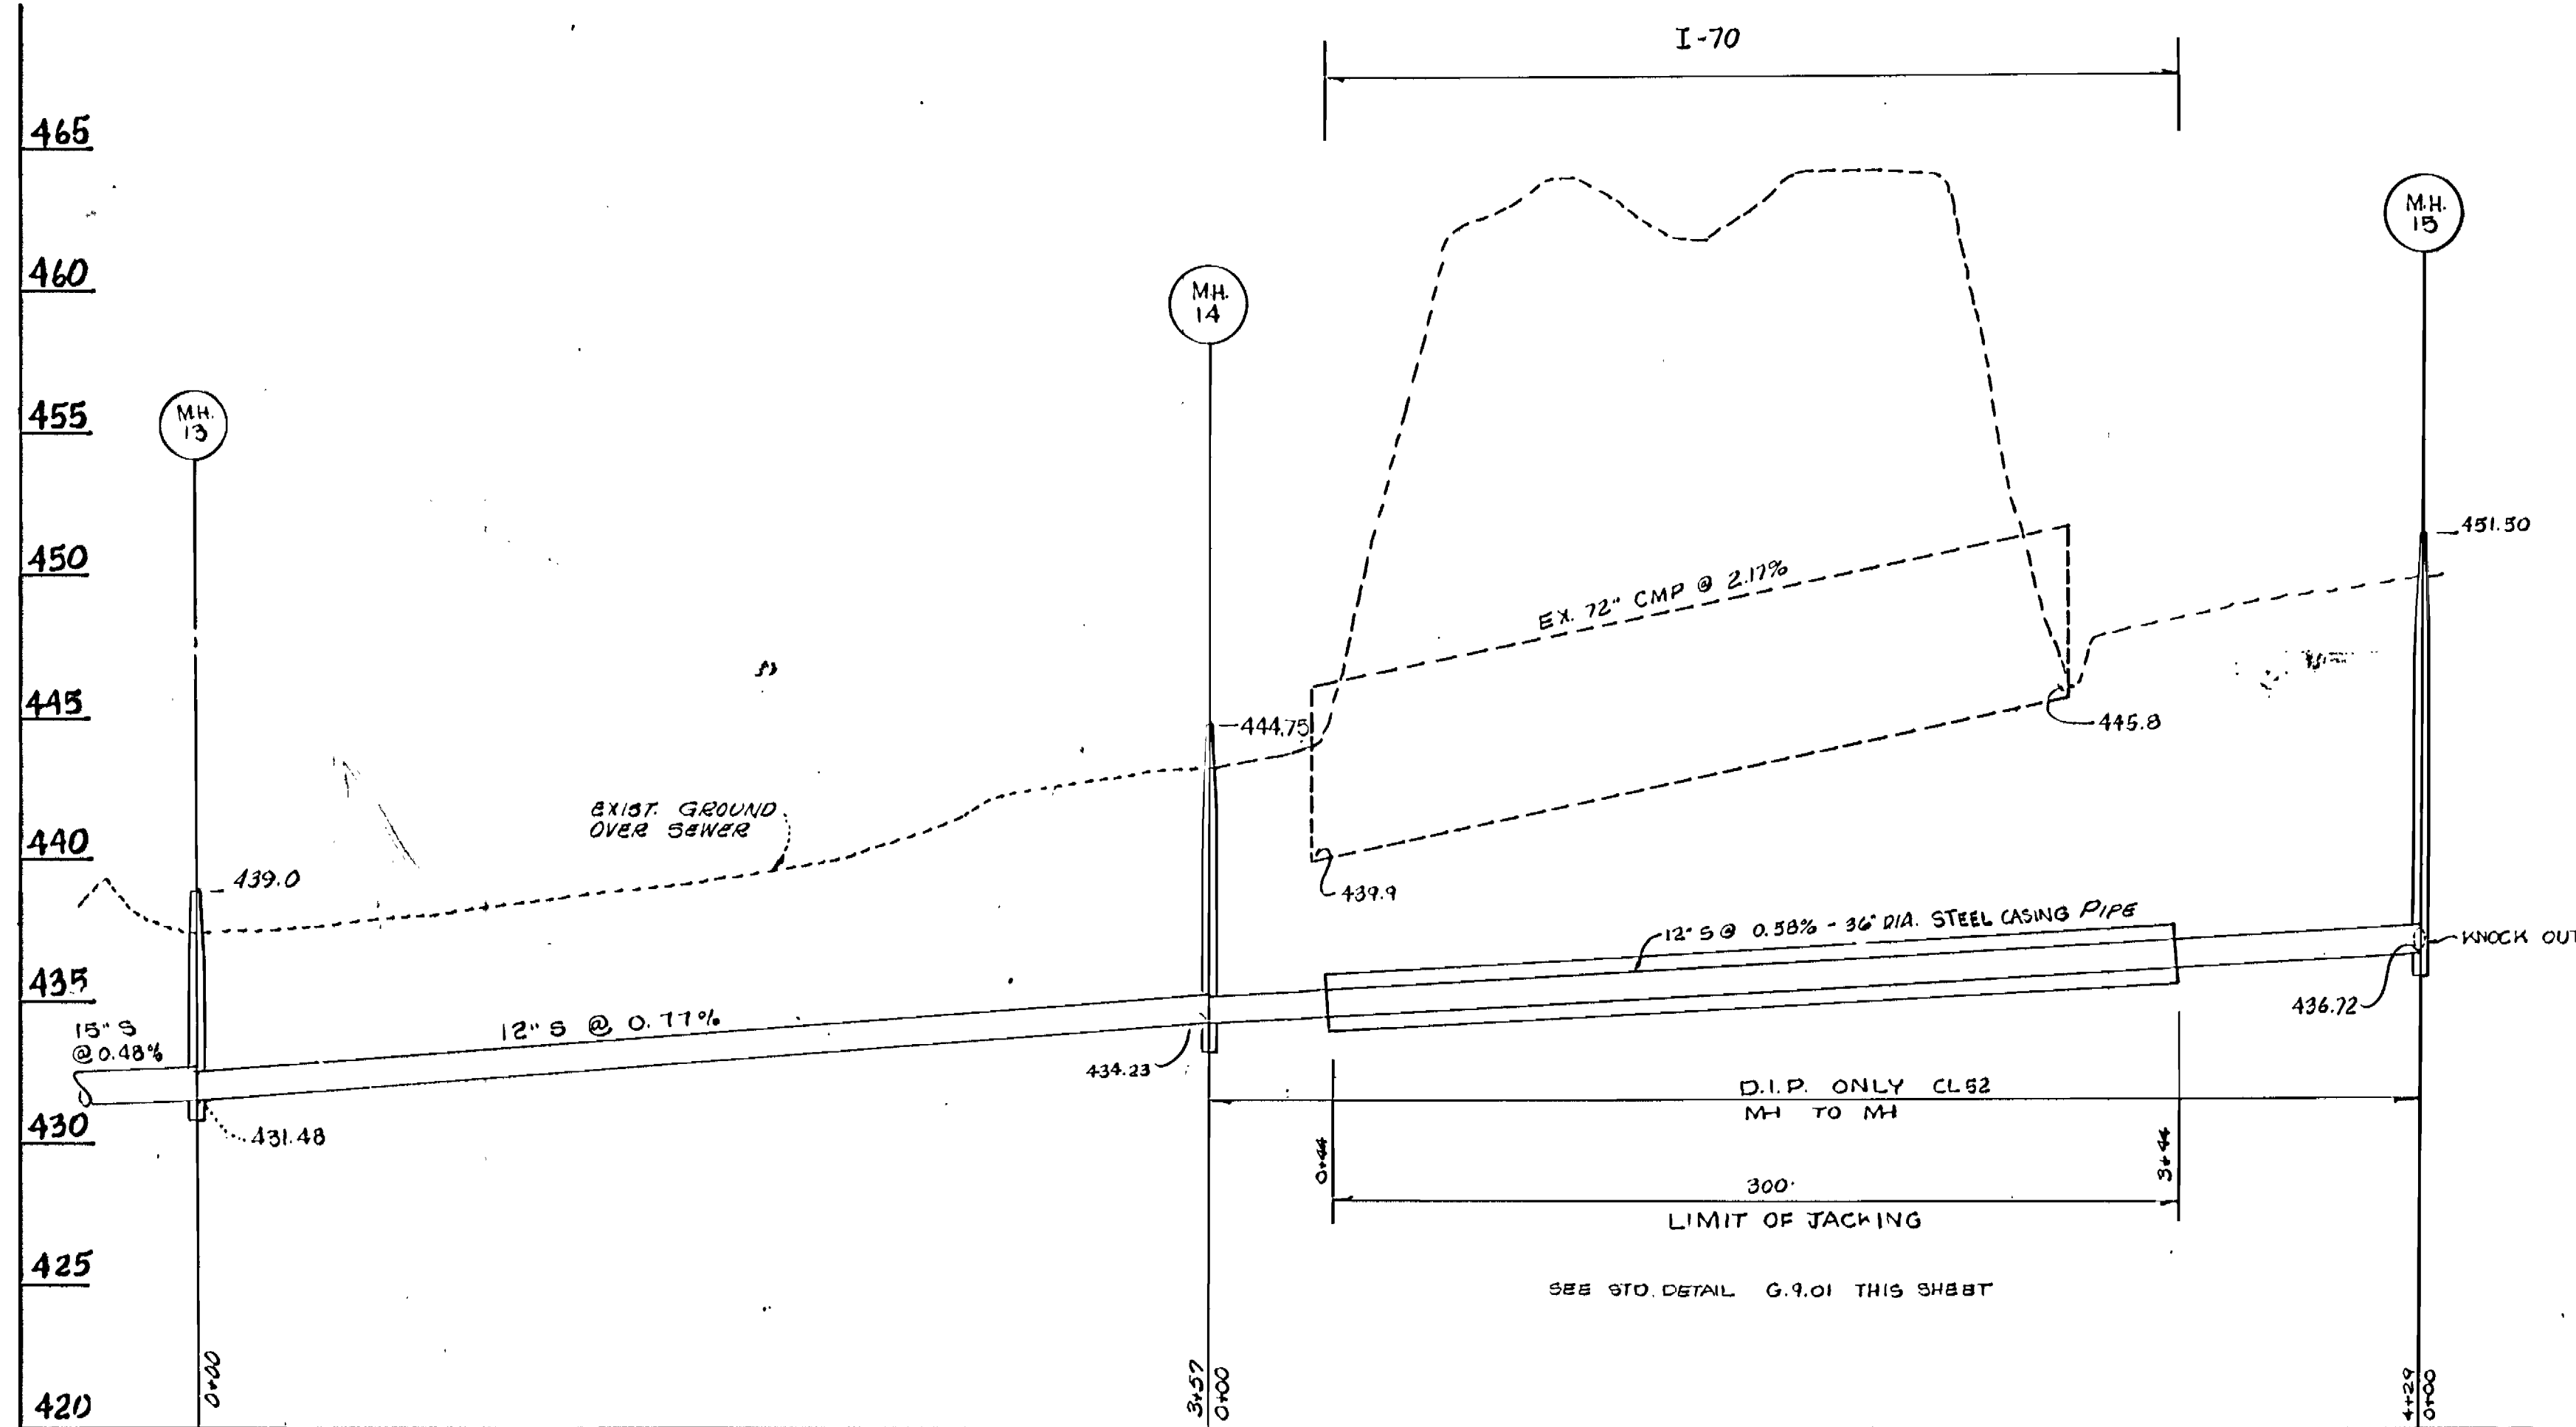 I-70
465
460
455
450
445
440
435
430
425
420
M.H.
13
M.H.
14
M.H.
15
451.50
EX. 72" CMP @ 2.17%
444.75
445.8
EXIST. GROUND
OVER SEWER
439.0
439.9
12" S @ 0.58% - 36" DIA. STEEL CASING PIPE
KNOCK OUT
436.72
15" S
@ 0.48%
12" S @ 0.77%
434.23
431.48
D.I.P. ONLY CL52
MH TO MH
0+44
3+44
300'
LIMIT OF JACKING
SEE STD. DETAIL G.9.01 THIS SHEET
0+00
3+57
0+00
4+29
0+00